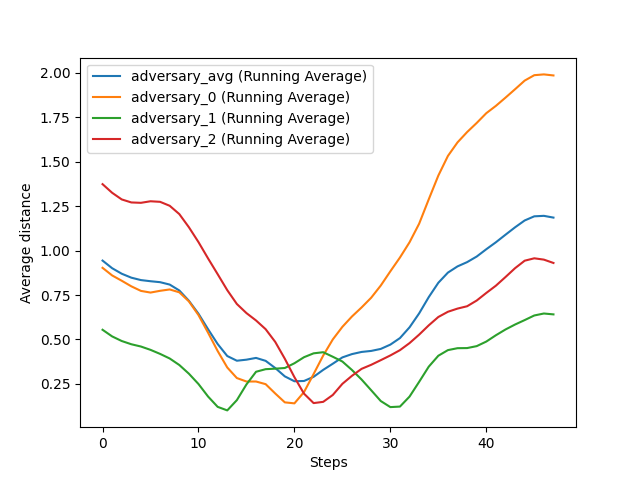 adversary_avg (Running Average)
adversary_0 (Running Average)
adversary_1 (Running Average)
adversary_2 (Running Average)
2.00
1.75
1.50
1.25
1.00
0.75
0.50
0.25
Average distance
0 10 20 30 40
Steps